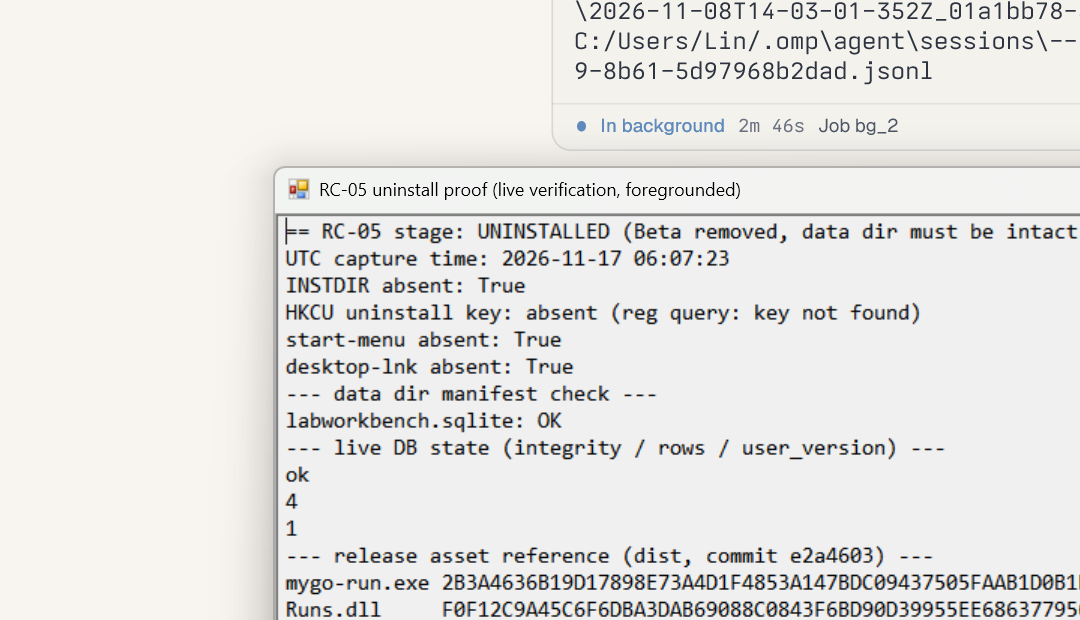 \2026-11-08T14-03-01-352Z_01a1bb78-
C:/Users/Lin/.omp\agent\sessions\--
9-8b61-5d97968b2dad.jsonl
In background 2m 46s Job bg_2
RC-05 uninstall proof (live verification, foregrounded)
== RC-05 stage: UNINSTALLED (Beta removed, data dir must be intact
UTC capture time: 2026-11-17 06:07:23
INSTDIR absent: True
HKCU uninstall key: absent (reg query: key not found)
start-menu absent: True
desktop-lnk absent: True
--- data dir manifest check ---
labworkbench.sqlite: OK
--- live DB state (integrity / rows / user_version) ---
ok
4
1
--- release asset reference (dist, commit e2a4603) ---
mygo-run.exe 2B3A4636B19D17898E73A4D1F4853A147BDC09437505FAAB1D0B1
Runs.dll F0F12C9A45C6F6DBA3DAB69088C0843F6BD90D39955EE68637795